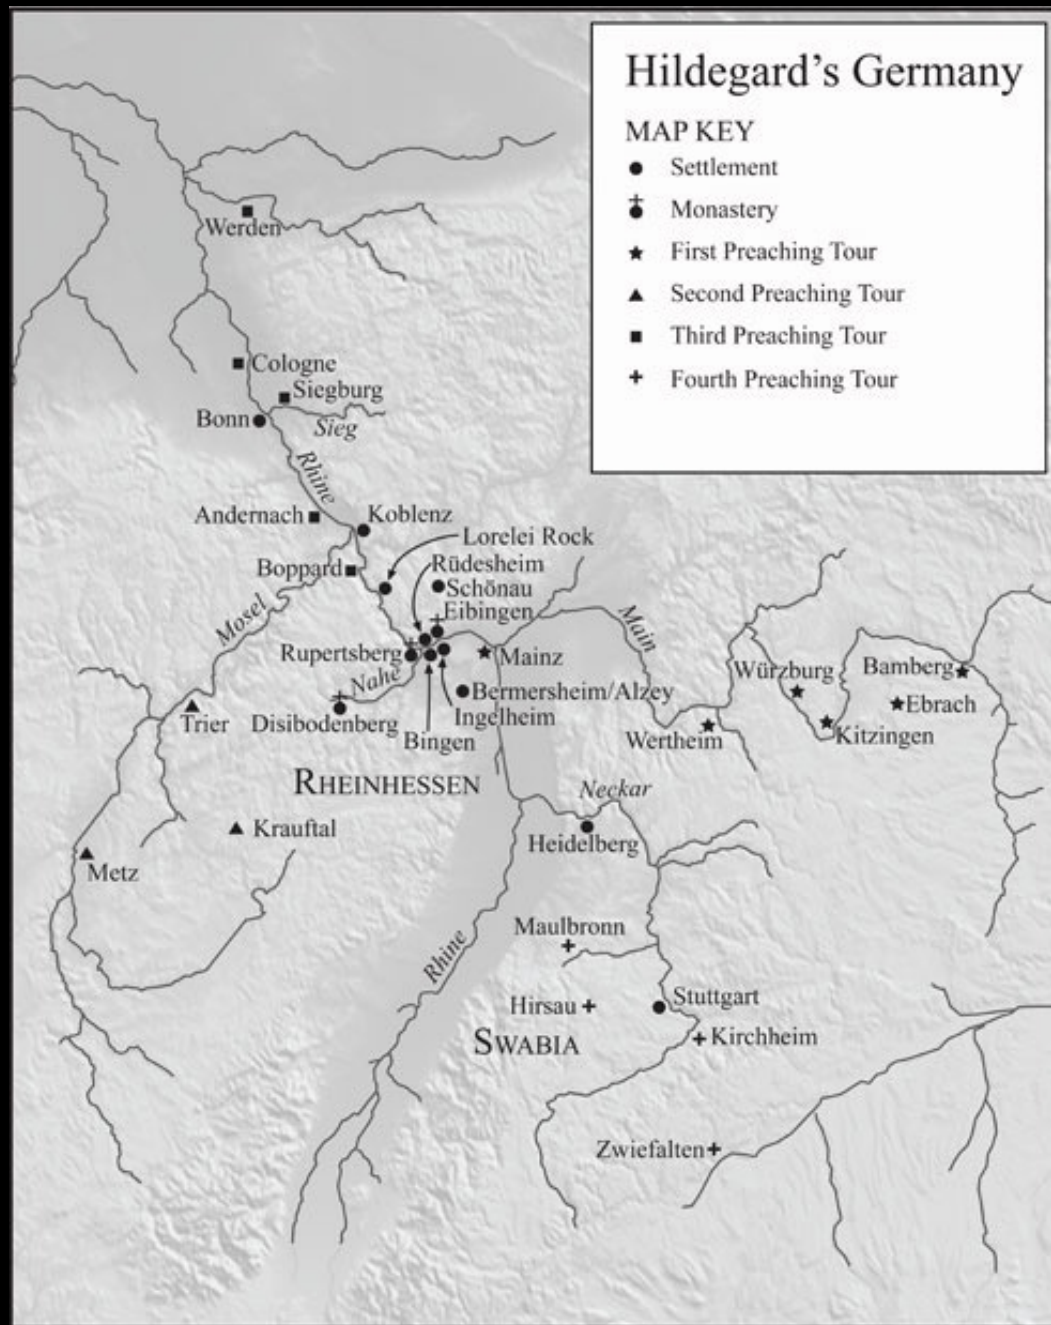 Hildegard's Germany
MAP KEY
Settlement
Monastery
First Preaching Tour
Second Preaching Tour
Third Preaching Tour
Fourth Preaching Tour
Werden
Cologne
Siegburg
Bonn
Sieg
Rhine
Andernach
Koblenz
Lorelei Rock
Boppard
Rüdesheim
Schönau
Eibingen
Mosel
Main
Rupertsberg
Mainz
Nahe
Würzburg
Bamberg
Bermersheim/Alzey
Ebrach
Trier
Disibodenberg
Ingelheim
Bingen
Wertheim
Kitzingen
RHEINHESSEN
Neckar
Krauftal
Heidelberg
Metz
Maulbronn
Rhine
Hirsau
Stuttgart
SWABIA
Kirchheim
Zwiefalten